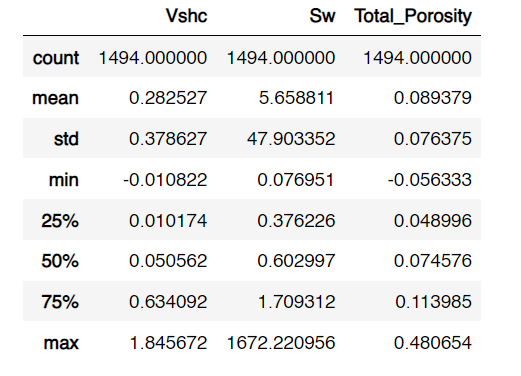 Vshc Sw Total_Porosity
count 1494.000000 1494.000000 1494.000000
mean 0.282527 5.658811 0.089379
std 0.378627 47.903352 0.076375
min -0.010822 0.076951 -0.056333
25% 0.010174 0.376226 0.048996
50% 0.050562 0.602997 0.074576
75% 0.634092 1.709312 0.113985
max 1.845672 1672.220956 0.480654